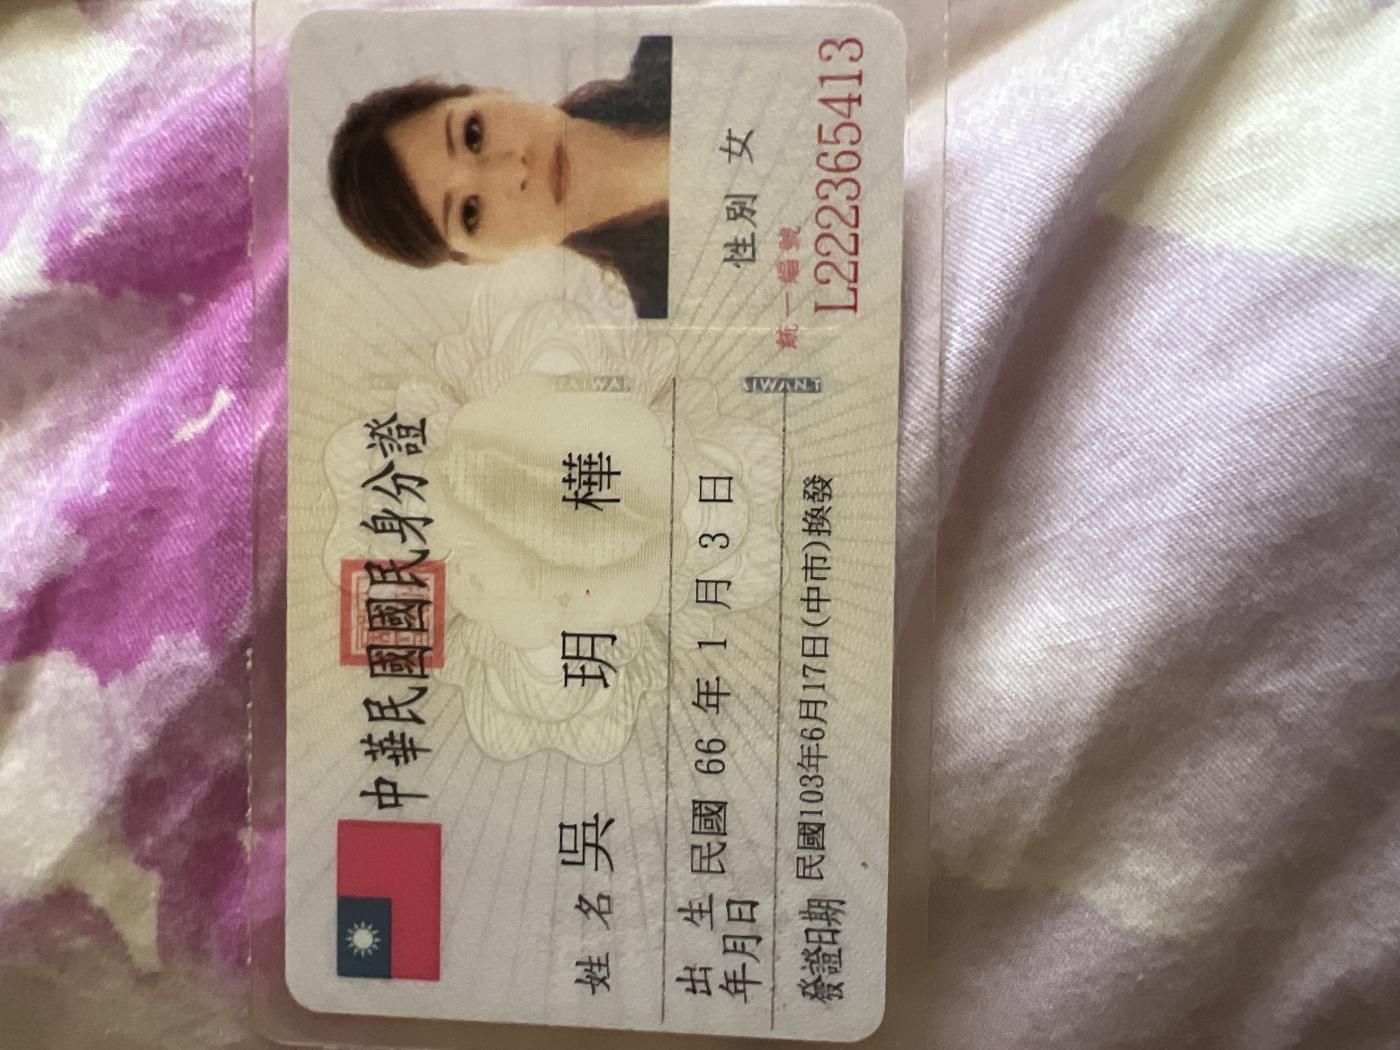 中華民國國民身分證
姓名 吳玥樺
出生年月日 民國 66 年 1 月 3 日
發證日期 民國103年6月17日(中市)換發
性別 女
統一編號
L222365413
TAIWAN